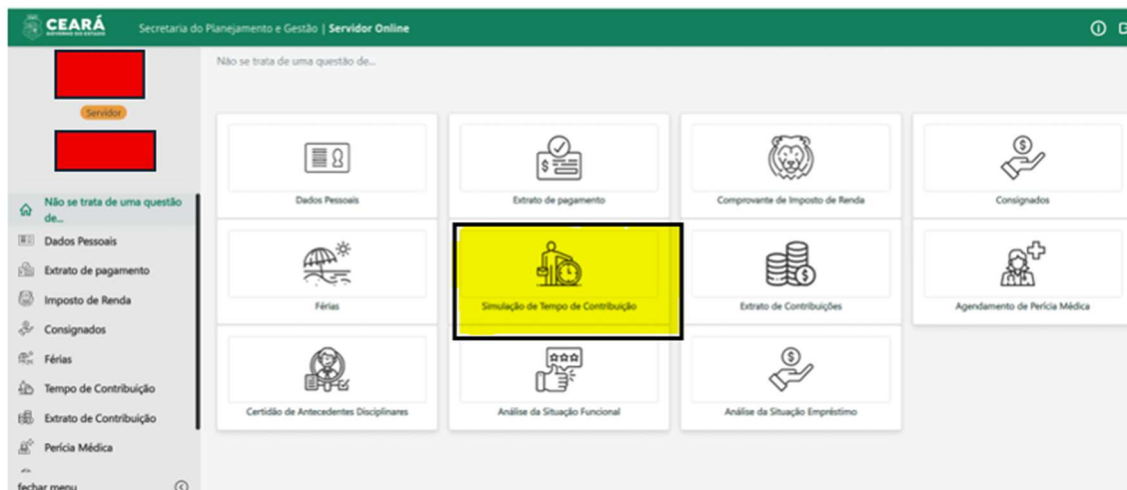 CEARÁ
GOVERNO DO ESTADO
Secretaria do Planejamento e Gestão | Servidor Online
Servidor
Não se trata de uma questão
de...
Dados Pessoais
Extrato de pagamento
Imposto de Renda
Consignados
Férias
Tempo de Contribuição
Extrato de Contribuição
Perícia Médica
fechar menu
Não se trata de uma questão de...
Dados Pessoais
Extrato de pagamento
Comprovante de Imposto de Renda
Consignados
Férias
Simulação de Tempo de Contribuição
Extrato de Contribuições
Agendamento de Perícia Médica
Certidão de Antecedentes Disciplinares
Análise da Situação Funcional
Análise da Situação Empréstimo